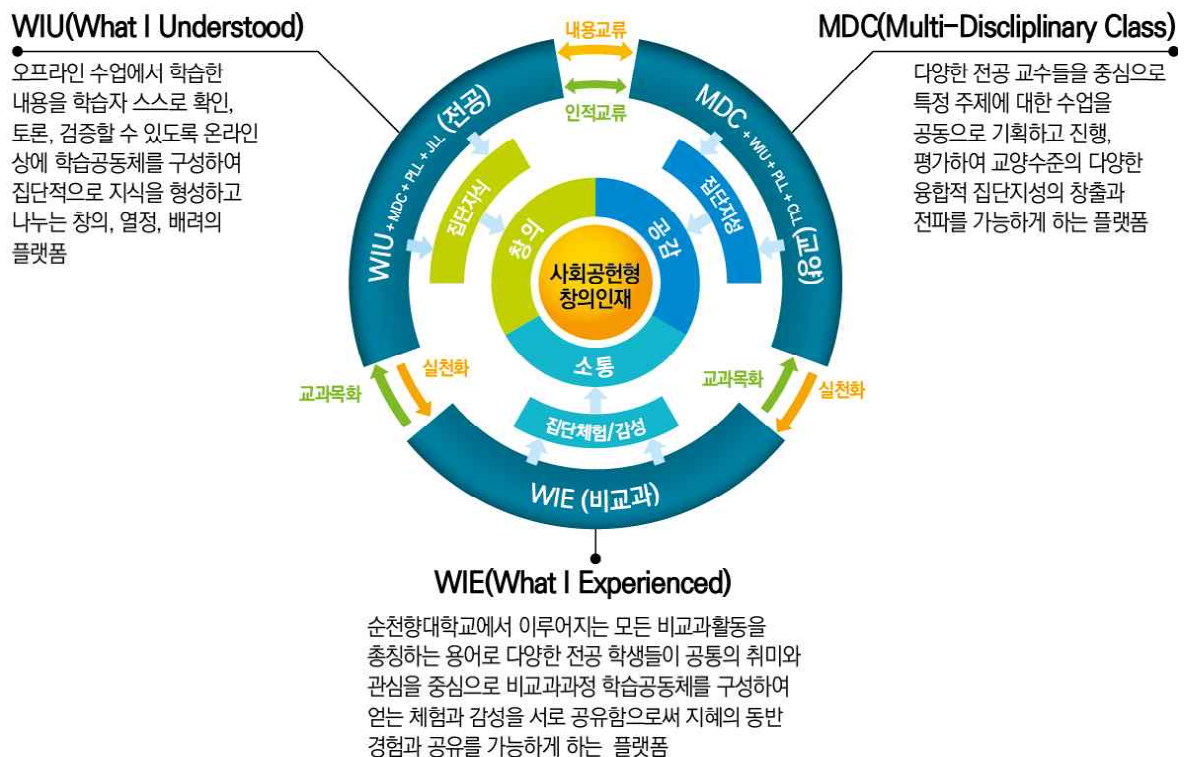 WIU(What I Understood)
오프라인 수업에서 학습한
내용을 학습자 스스로 확인,
토론, 검증할 수 있도록 온라인
상에 학습공동체를 구성하여
집단적으로 지식을 형성하고
나누는 창의, 열정, 배려의
플랫폼
MDC(Multi-Discliplinary Class)
다양한 전공 교수들을 중심으로
특정 주제에 대한 수업을
공동으로 기획하고 진행,
평가하여 교양수준의 다양한
융합적 집단지성의 창출과
전파를 가능하게 하는 플랫폼
내용교류
인적교류
WIU + MDC + PLL + JLL (전공)
MDC + WIU + PLL + CLL (교양)
집단지식
집단지성
창의
공감
사회공헌형
창의인재
소통
교과목화
실천화
교과목화
실천화
집단체험/감성
WIE (비교과)
WIE(What I Experienced)
순천향대학교에서 이루어지는 모든 비교과활동을
총칭하는 용어로 다양한 전공 학생들이 공통의 취미와
관심을 중심으로 비교과과정 학습공동체를 구성하여
얻는 체험과 감성을 서로 공유함으로써 지혜의 동반
경험과 공유를 가능하게 하는 플랫폼